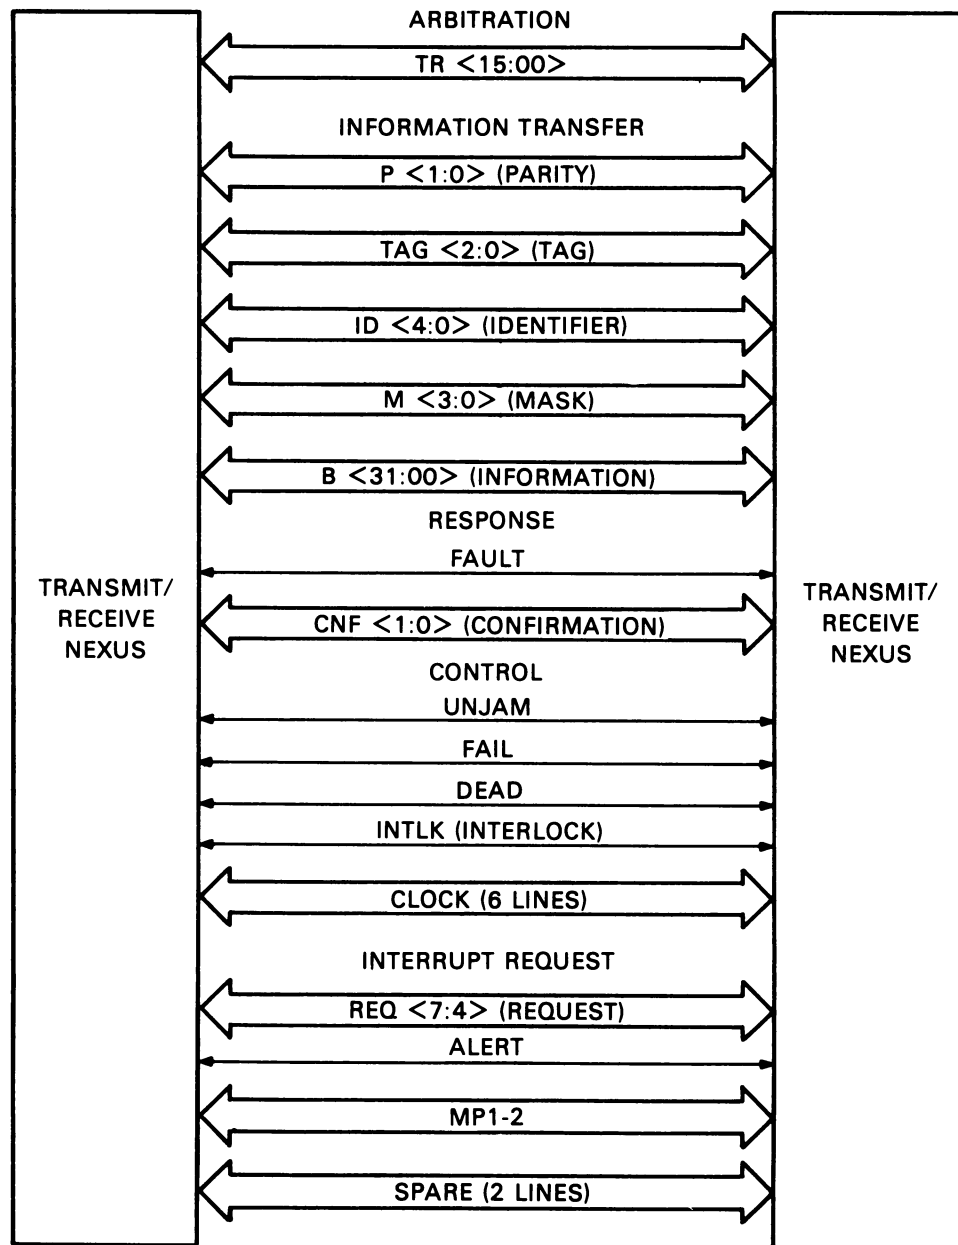 ARBITRATION
TR <15:00>
INFORMATION TRANSFER
P <1:0> (PARITY)
TAG <2:0> (TAG)
ID <4:0> (IDENTIFIER)
M <3:0> (MASK)
B <31:00> (INFORMATION)
RESPONSE
FAULT
TRANSMIT/
RECEIVE
NEXUS
TRANSMIT/
RECEIVE
NEXUS
CNF <1:0> (CONFIRMATION)
CONTROL
UNJAM
FAIL
DEAD
INTLK (INTERLOCK)
CLOCK (6 LINES)
INTERRUPT REQUEST
REQ <7:4> (REQUEST)
ALERT
MP1-2
SPARE (2 LINES)